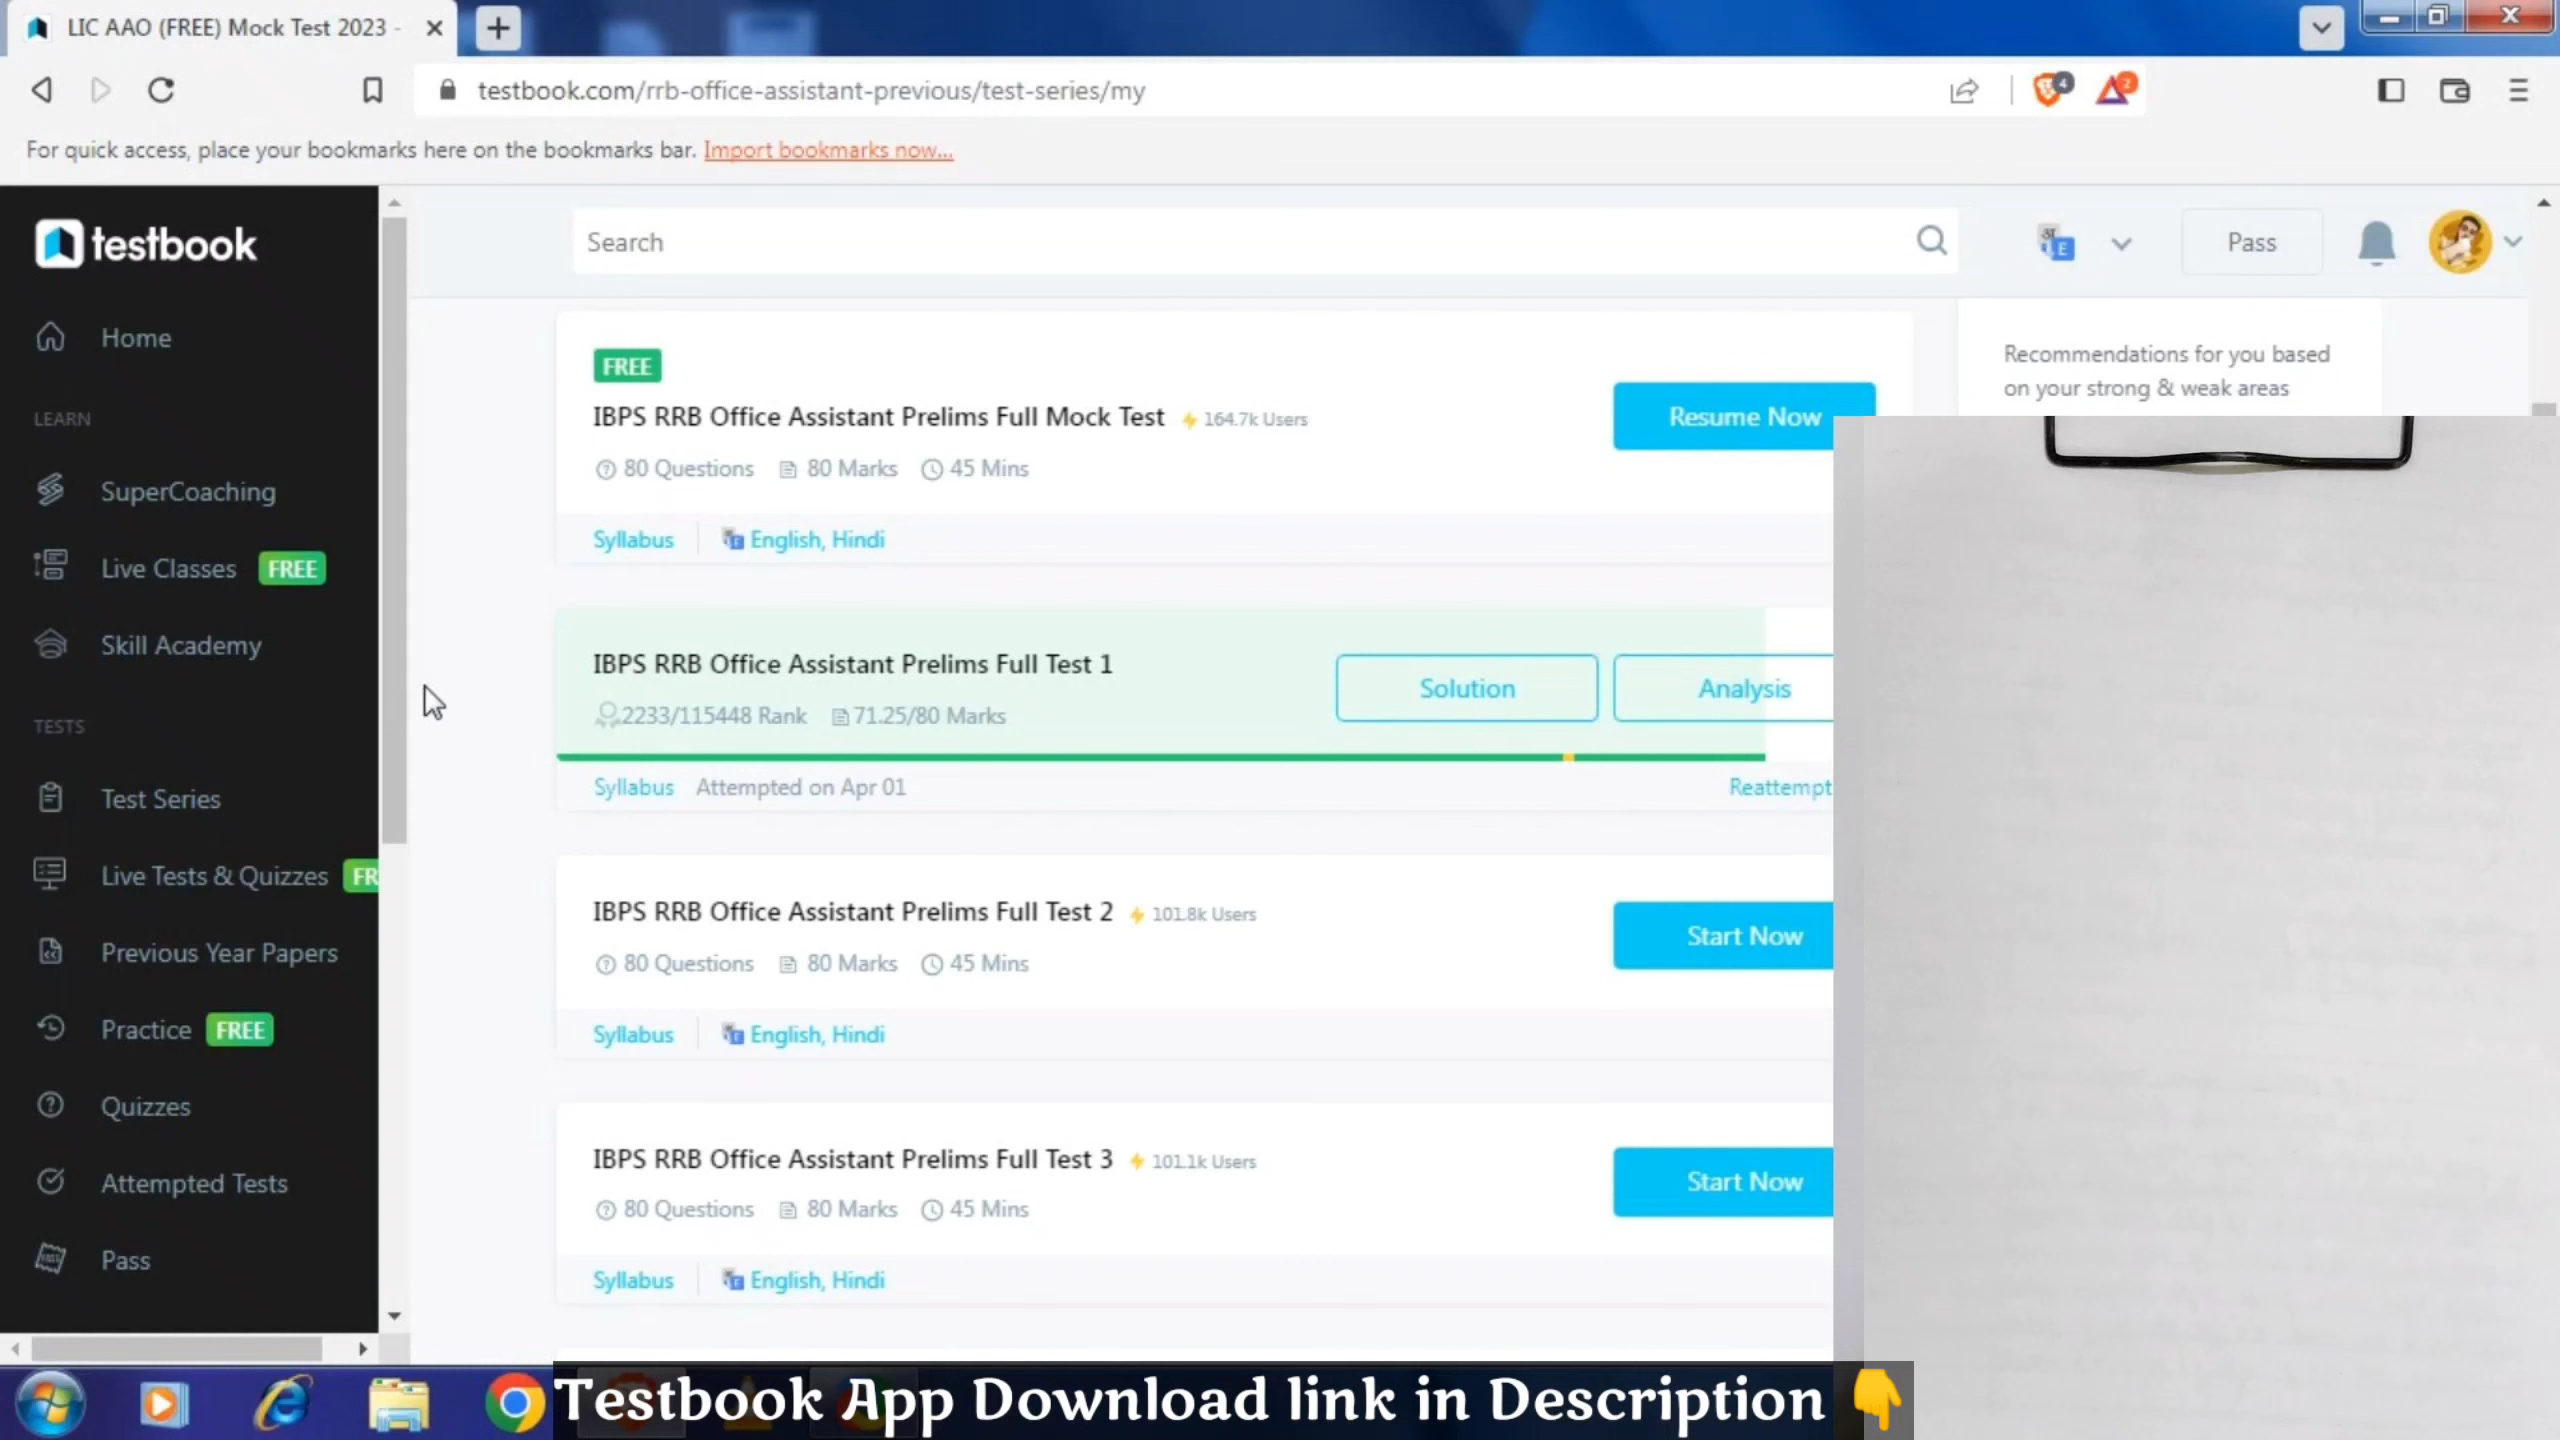 LIC AAO (FREE) Mock Test 2023 -
testbook.com/rrb-office-assistant-previous/test-series/my
4
2
For quick access, place your bookmarks here on the bookmarks bar. Import bookmarks now...
testbook
Search
अ E
Pass
Home
LEARN
SuperCoaching
Live Classes FREE
Skill Academy
TESTS
Test Series
Live Tests & Quizzes FR
Previous Year Papers
Practice FREE
Quizzes
Attempted Tests
Pass
FREE
IBPS RRB Office Assistant Prelims Full Mock Test 164.7k Users
80 Questions 80 Marks 45 Mins
Resume Now
Syllabus English, Hindi
IBPS RRB Office Assistant Prelims Full Test 1
2233/115448 Rank 71.25/80 Marks
Solution Analysis
Syllabus Attempted on Apr 01 Reattempt
IBPS RRB Office Assistant Prelims Full Test 2 101.8k Users
80 Questions 80 Marks 45 Mins
Start Now
Syllabus English, Hindi
IBPS RRB Office Assistant Prelims Full Test 3 101.1k Users
80 Questions 80 Marks 45 Mins
Start Now
Syllabus English, Hindi
Recommendations for you based
on your strong & weak areas
Testbook App Download link in Description 👇